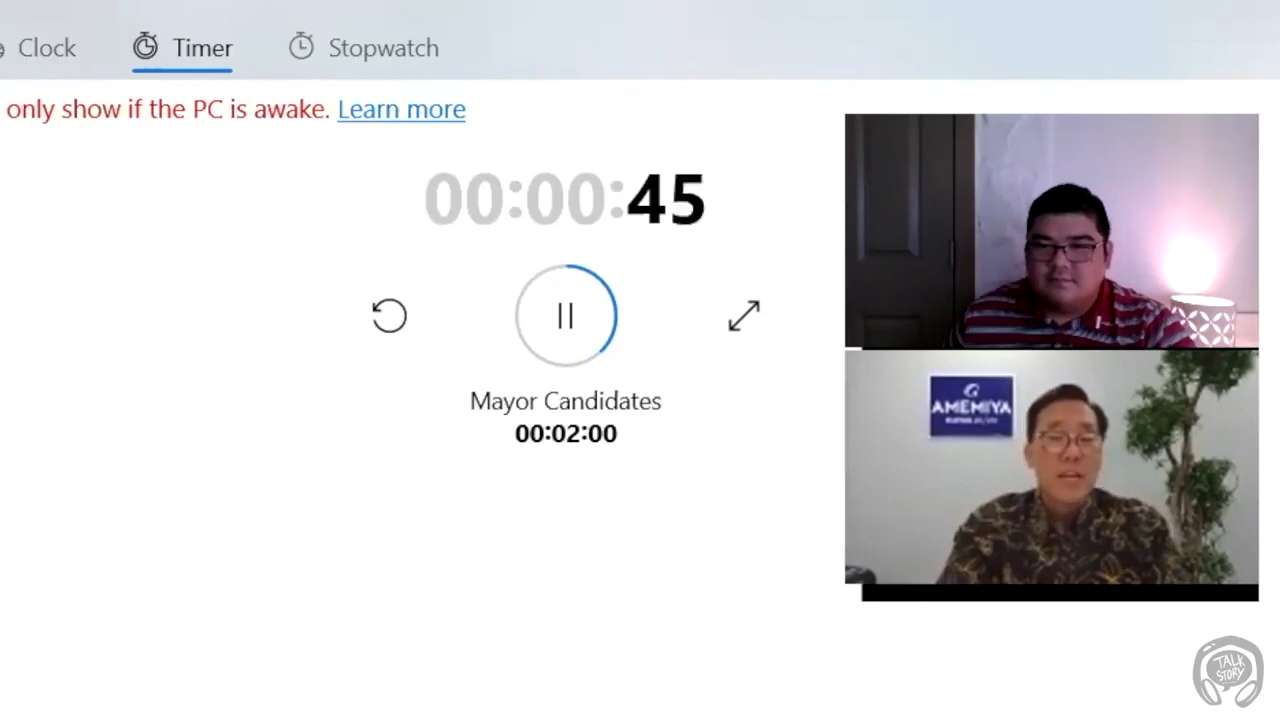 Clock Timer Stopwatch
only show if the PC is awake. Learn more
00:00:45
Mayor Candidates
00:02:00
AMEMIYA
TALK
STORY